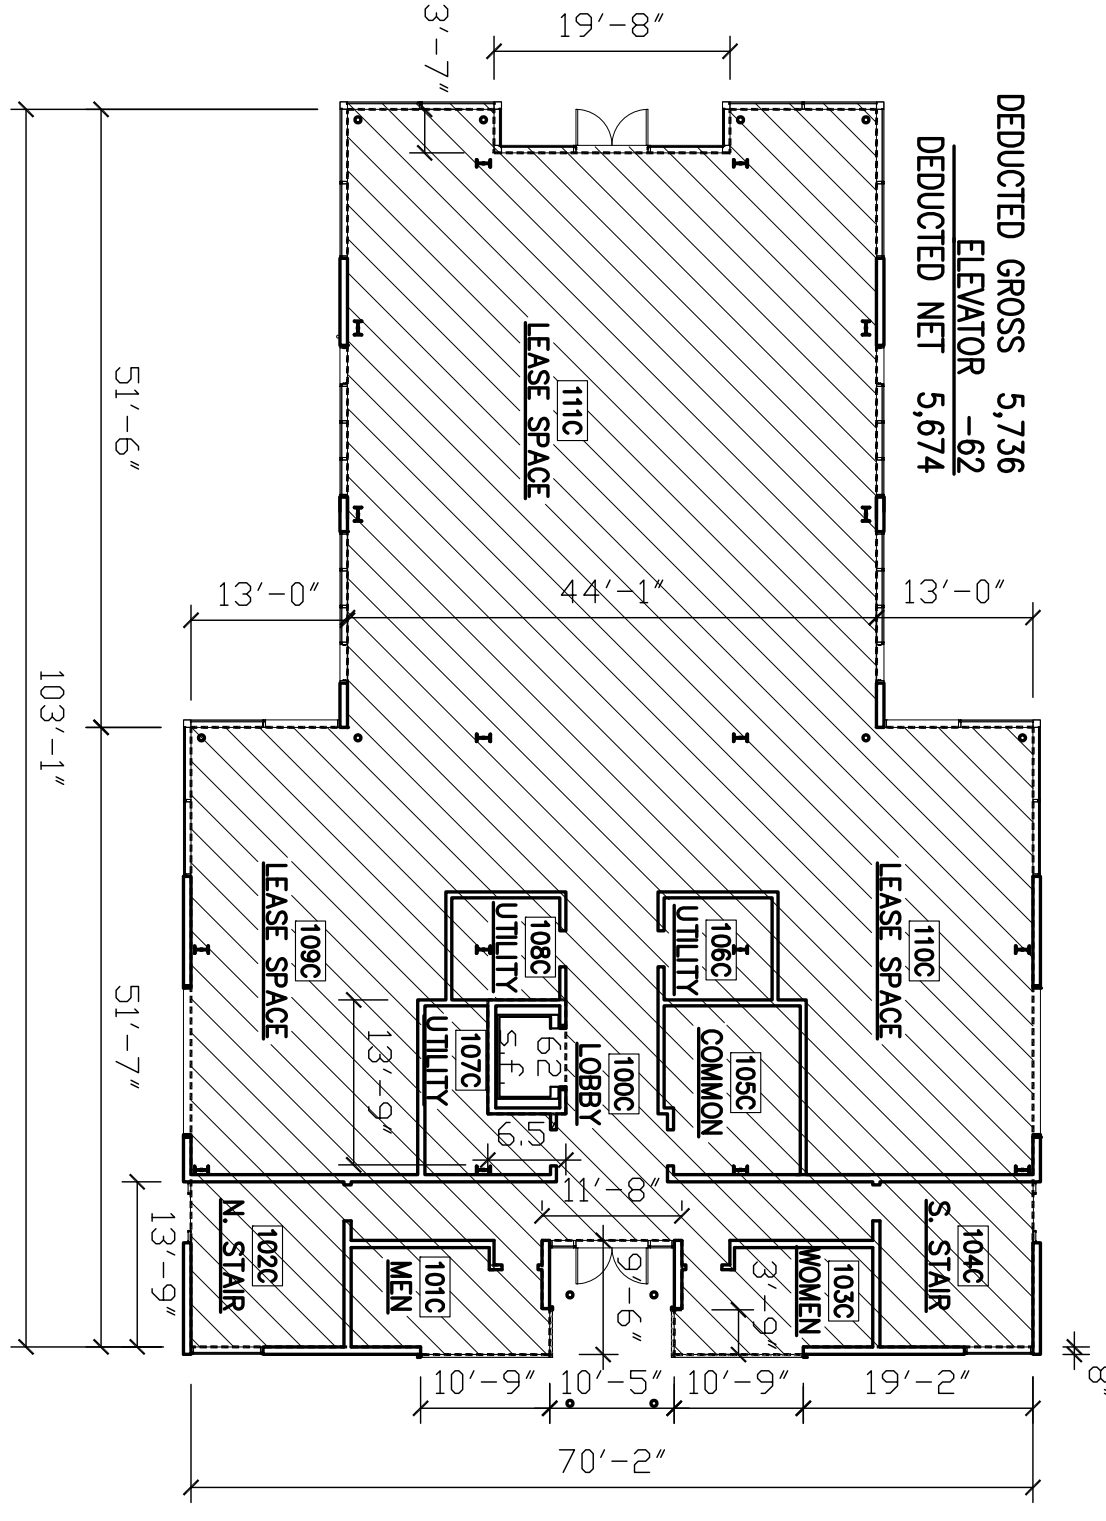 19'-8"
3'-7"
DEDUCTED GROSS 5,736
ELEVATOR -62
DEDUCTED NET 5,674
111C
LEASE SPACE
51'-6"
13'-0"
44'-1"
13'-0"
103'-1"
109C
LEASE SPACE
108C
UTILITY
106C
UTILITY
110C
LEASE SPACE
51'-7"
13'-9"
107C
UTILITY
62
s.f.
100C
LOBBY
105C
COMMON
6.5
11'-8"
13'-9"
102C
N. STAIR
101C
MEN
9'-6"
3'-9"
103C
WOMEN
104C
S. STAIR
8"
10'-9"
10'-5"
10'-9"
19'-2"
70'-2"